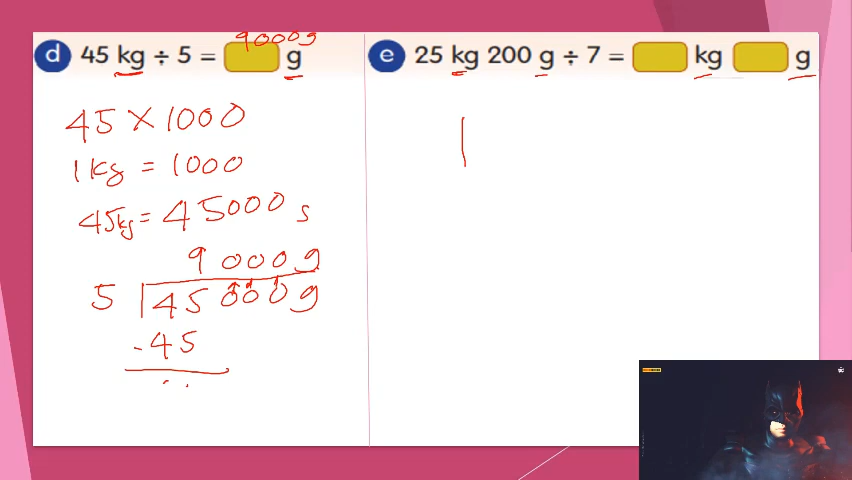 9000g
d 45 kg ÷ 5 = g
45 × 1000
1kg = 1000
45kg = 45000 g
9000g
5 45000g
- 45
e 25 kg 200 g ÷ 7 = kg g